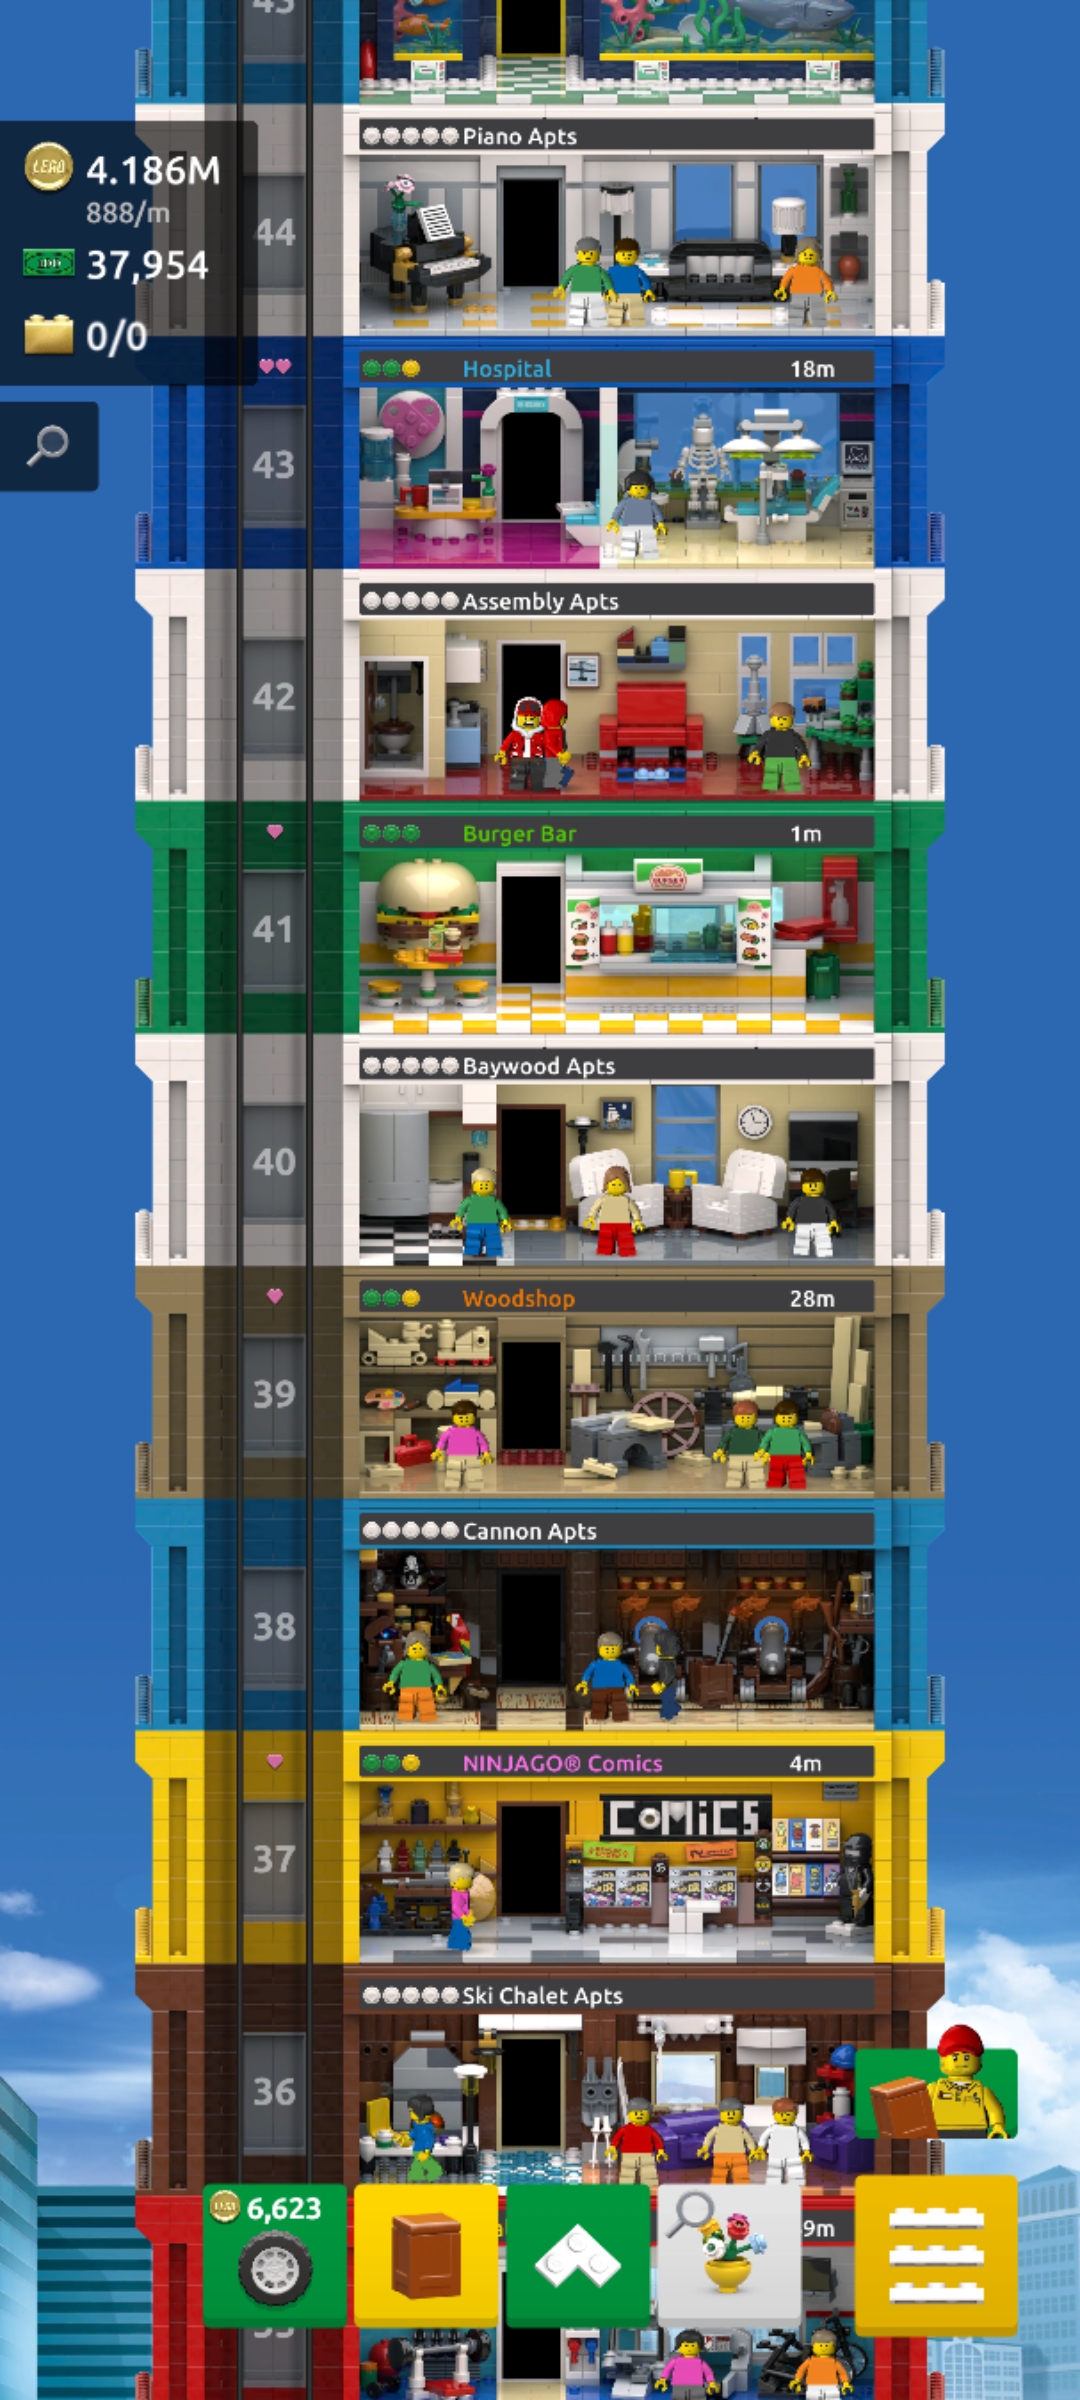 Piano Apts
LEGO 4.186M
888/m
44
37,954
0/0
Hospital 18m
43
Assembly Apts
42
Burger Bar 1m
41
Baywood Apts
40
Woodshop 28m
39
Cannon Apts
38
NINJAGO® Comics 4m
COMiCS
37
Ski Chalet Apts
36
6,623
9m